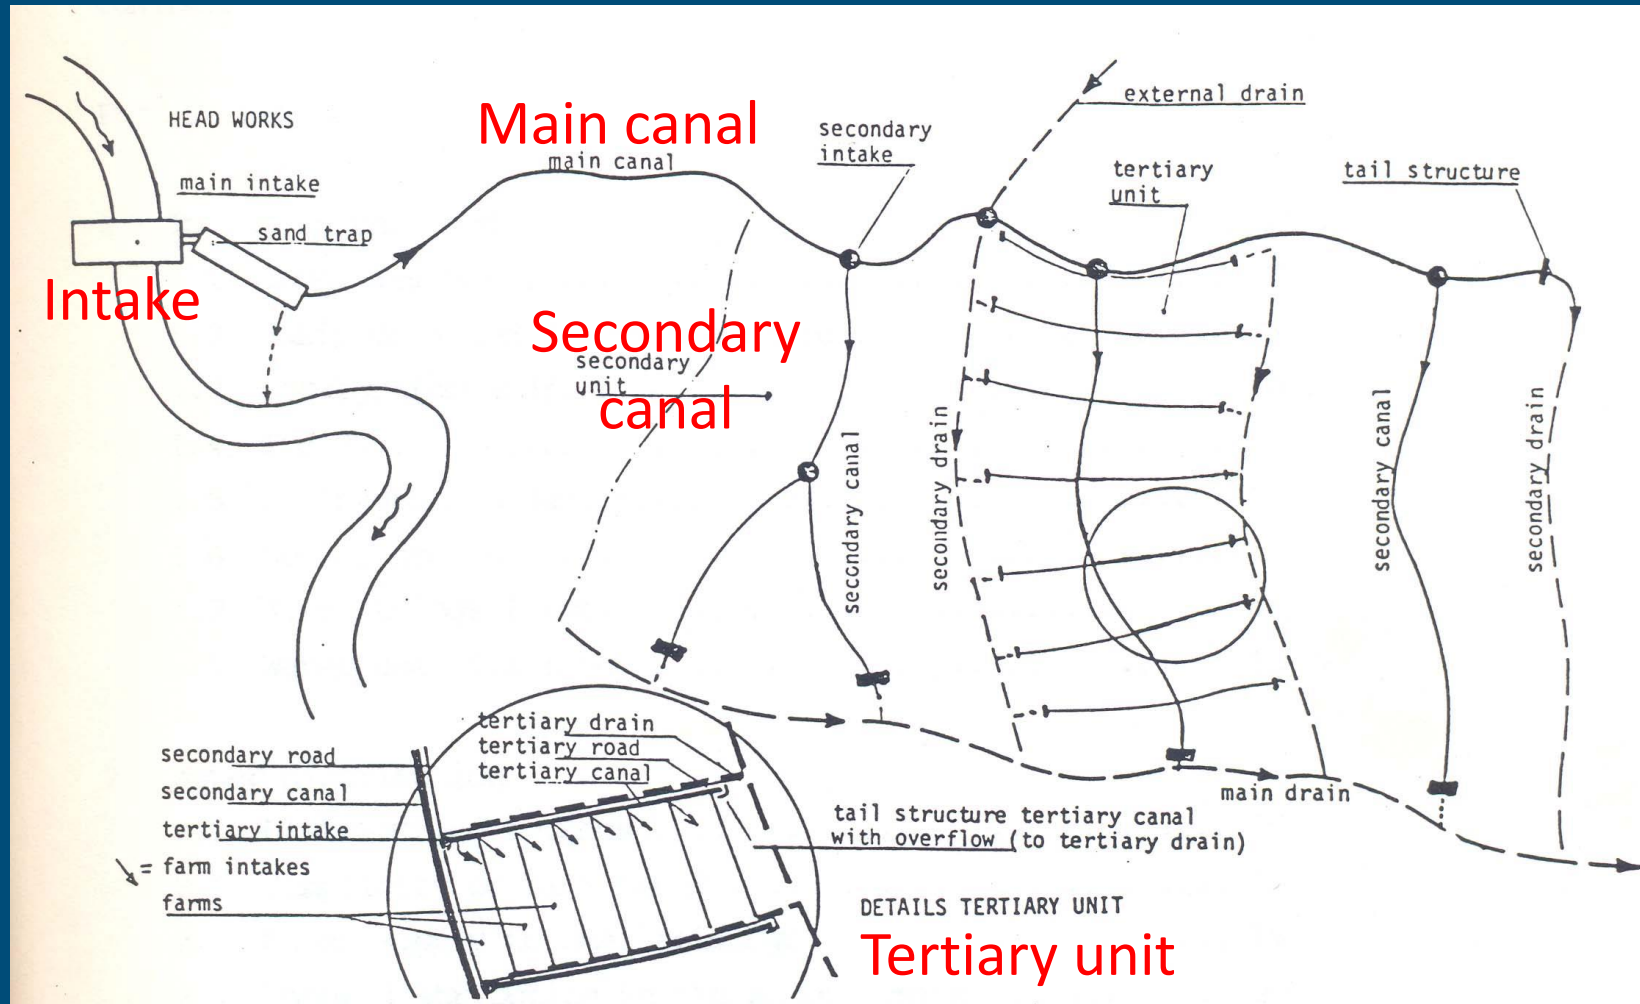 HEAD WORKS
main intake
sand trap
Intake
Main canal
main canal
secondary
intake
external drain
tertiary
unit
tail structure
Secondary
canal
secondary
unit
secondary canal
secondary drain
secondary canal
secondary drain
main drain
tertiary drain
tertiary road
tertiary canal
secondary road
secondary canal
tertiary intake
= farm intakes
farms
tail structure tertiary canal
with overflow (to tertiary drain)
DETAILS TERTIARY UNIT
Tertiary unit